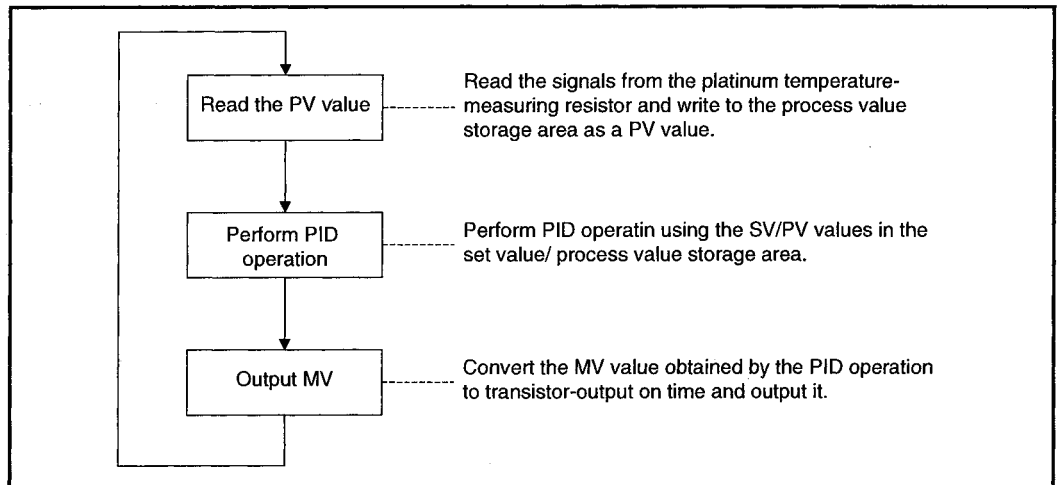 Read the PV value
Read the signals from the platinum temperature-
measuring resistor and write to the process value
storage area as a PV value.
Perform PID
operation
Perform PID operatin using the SV/PV values in the
set value/ process value storage area.
Output MV
Convert the MV value obtained by the PID operation
to transistor-output on time and output it.